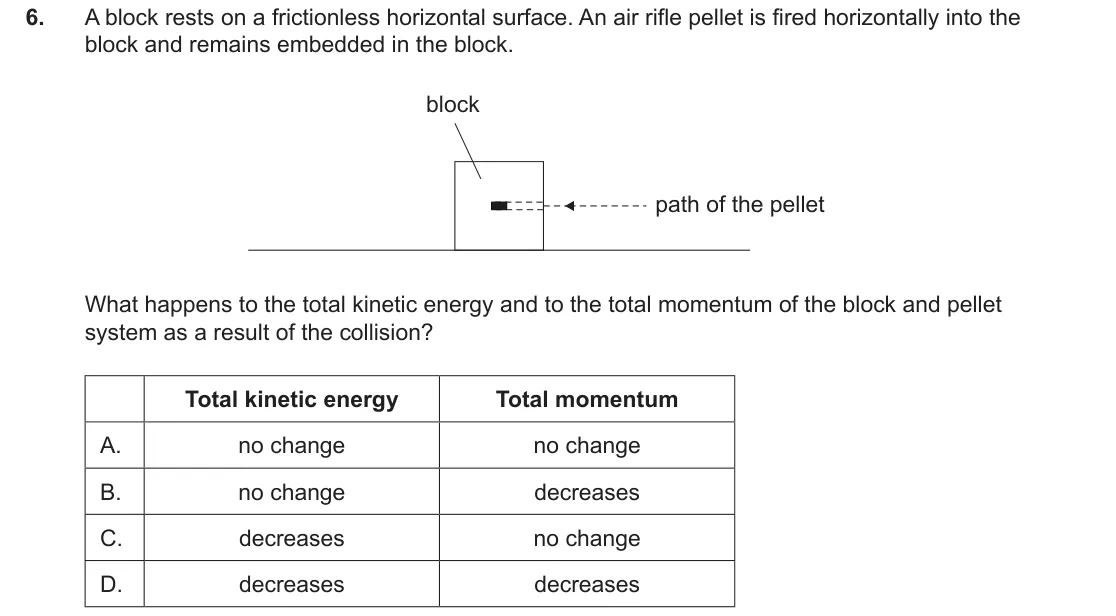 6. A block rests on a frictionless horizontal surface. An air rifle pellet is fired horizontally into the
block and remains embedded in the block.
block
path of the pellet
What happens to the total kinetic energy and to the total momentum of the block and pellet
system as a result of the collision?
Total kinetic energy Total momentum
A. no change no change
B. no change decreases
C. decreases no change
D. decreases decreases